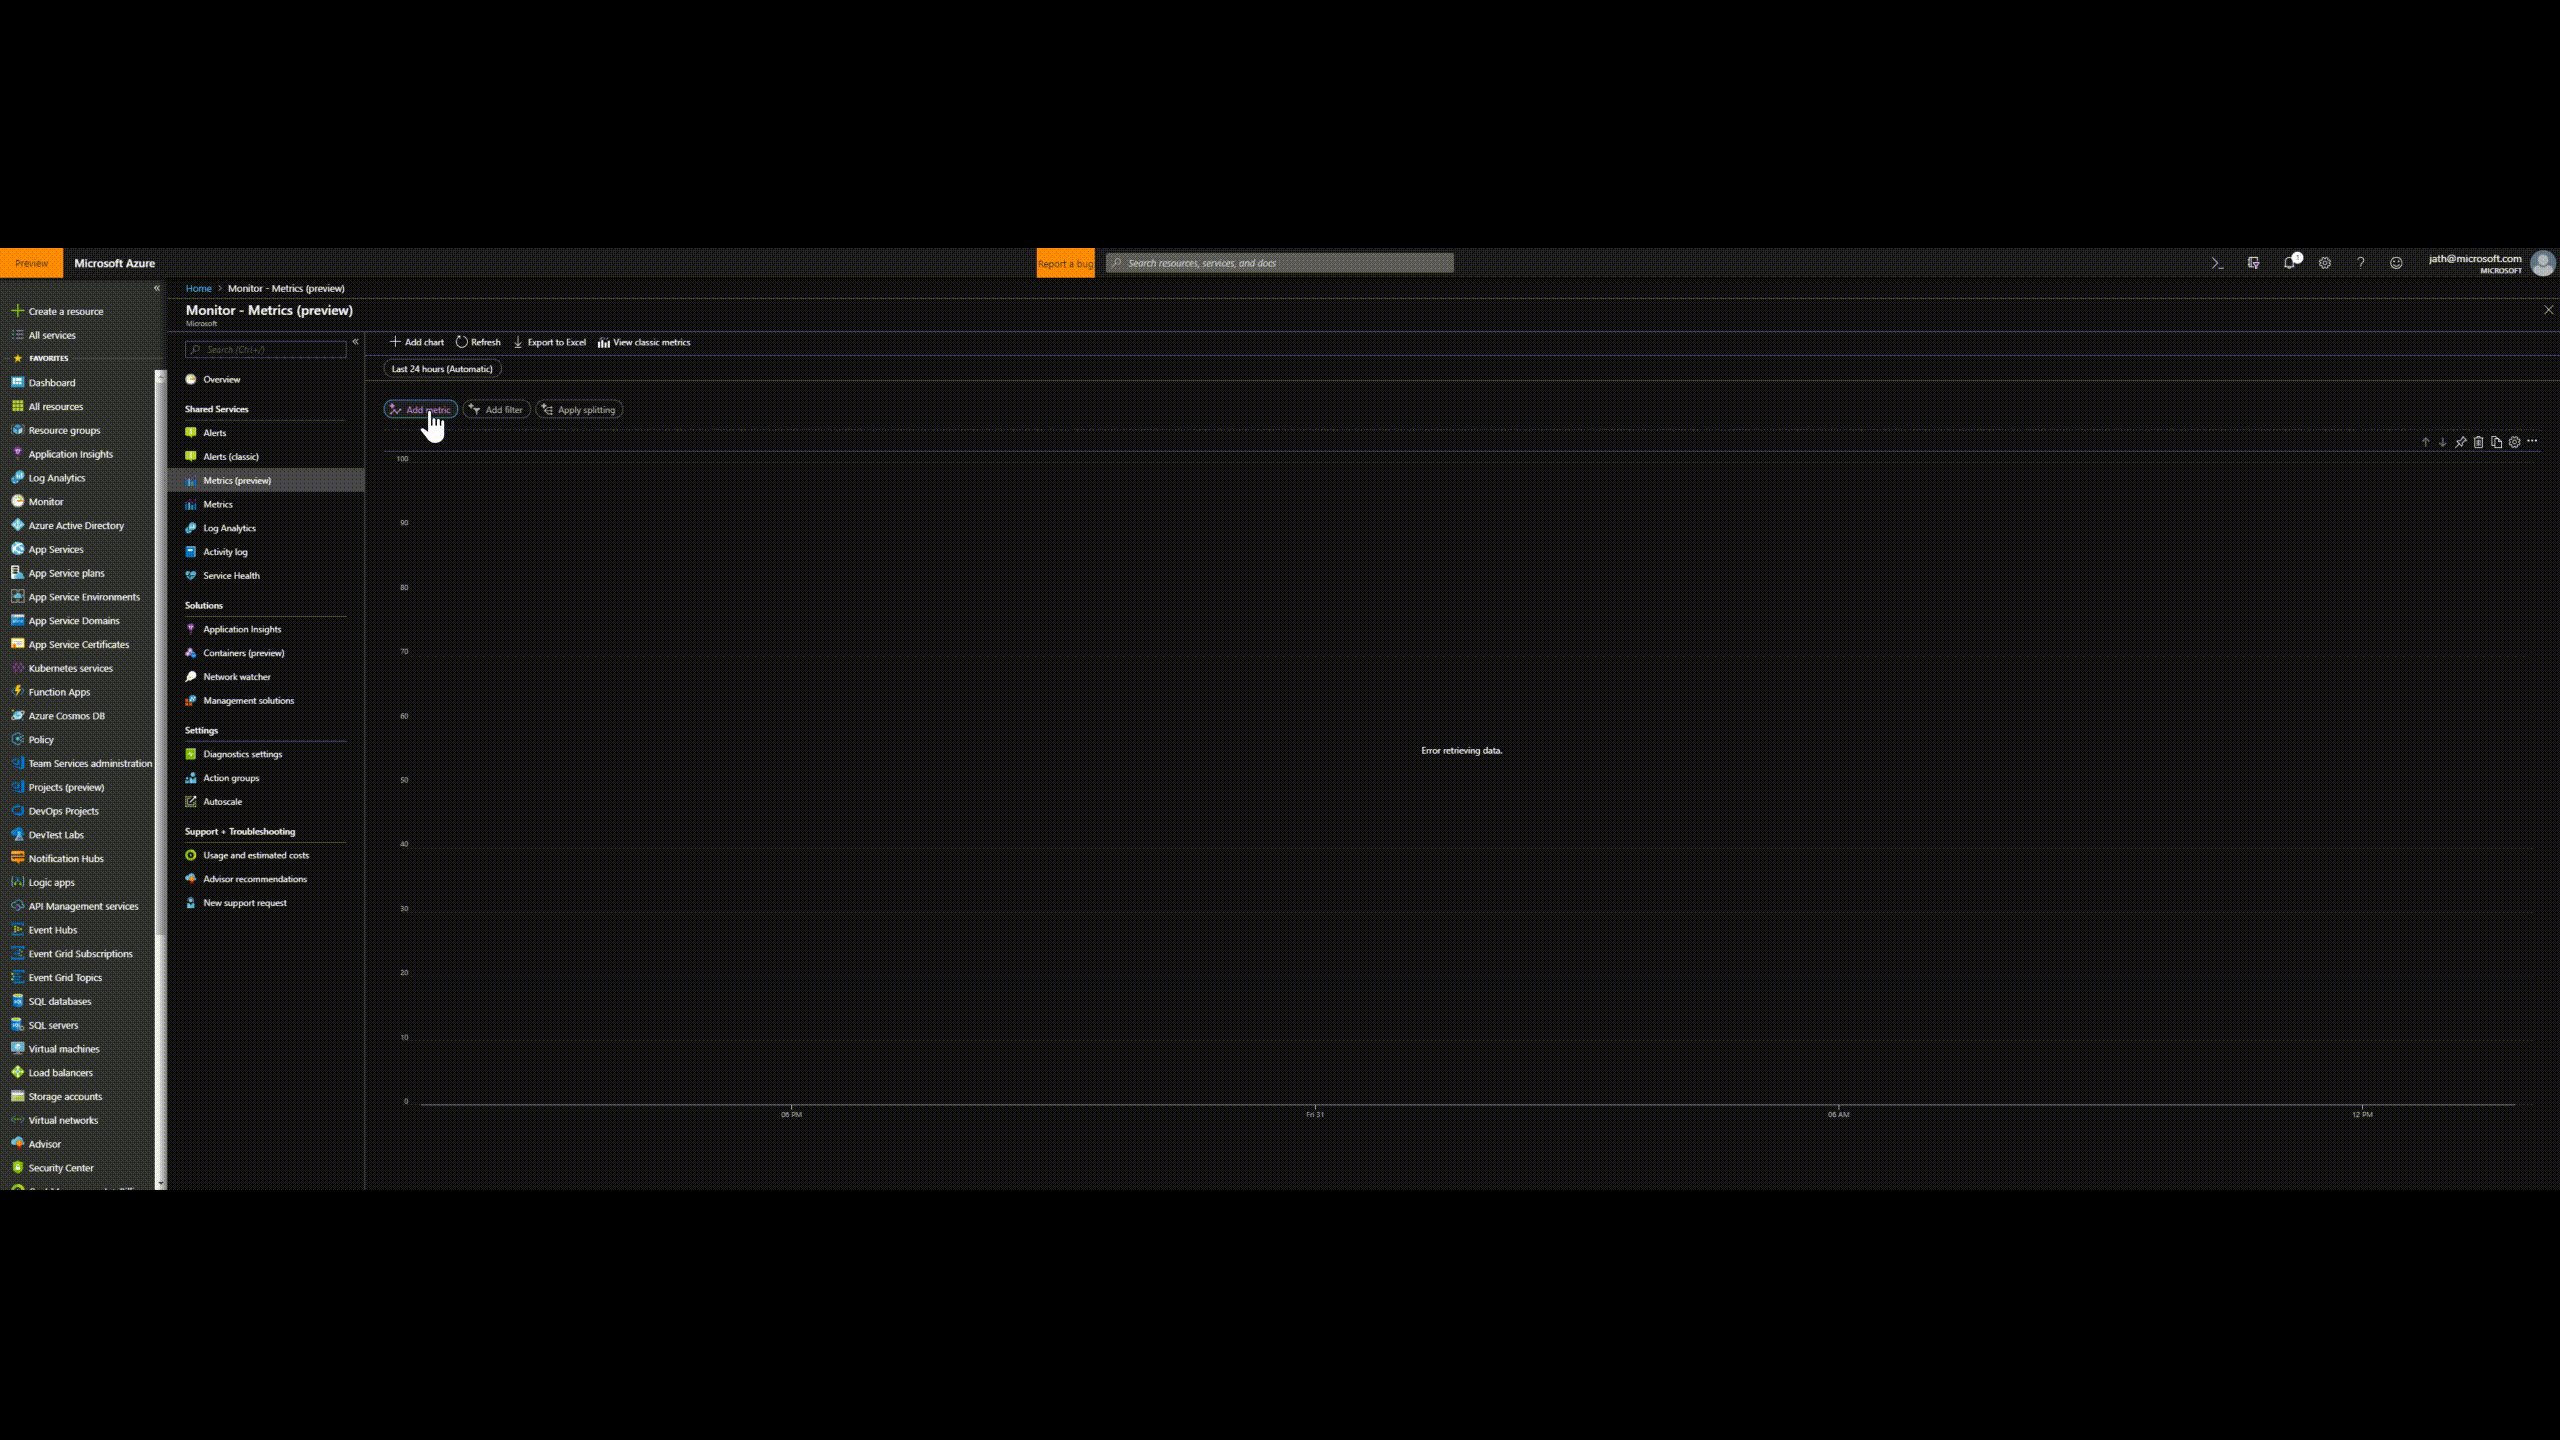 Preview
Microsoft Azure
Report a bug
Search resources, services, and docs
1
jath@microsoft.com
MICROSOFT
Create a resource
All services
FAVORITES
Dashboard
All resources
Resource groups
Application Insights
Log Analytics
Monitor
Azure Active Directory
App Services
App Service plans
App Service Environments
App Service Domains
App Service Certificates
Kubernetes services
Function Apps
Azure Cosmos DB
Policy
Team Services administration
Projects (preview)
DevOps Projects
DevTest Labs
Notification Hubs
Logic apps
API Management services
Event Hubs
Event Grid Subscriptions
Event Grid Topics
SQL databases
SQL servers
Virtual machines
Load balancers
Storage accounts
Virtual networks
Advisor
Security Center
Home > Monitor - Metrics (preview)
Monitor - Metrics (preview)
Microsoft
Search (Ctrl+/)
Overview
Shared Services
Alerts
Alerts (classic)
Metrics (preview)
Metrics
Log Analytics
Activity log
Service Health
Solutions
Application Insights
Containers (preview)
Network watcher
Management solutions
Settings
Diagnostics settings
Action groups
Autoscale
Support + Troubleshooting
Usage and estimated costs
Advisor recommendations
New support request
Add chart Refresh Export to Excel View classic metrics
Last 24 hours (Automatic)
Add metric Add filter Apply splitting
100
90
80
70
60
50
40
30
20
10
0
Error retrieving data.
06 PM Fri 31 06 AM 12 PM